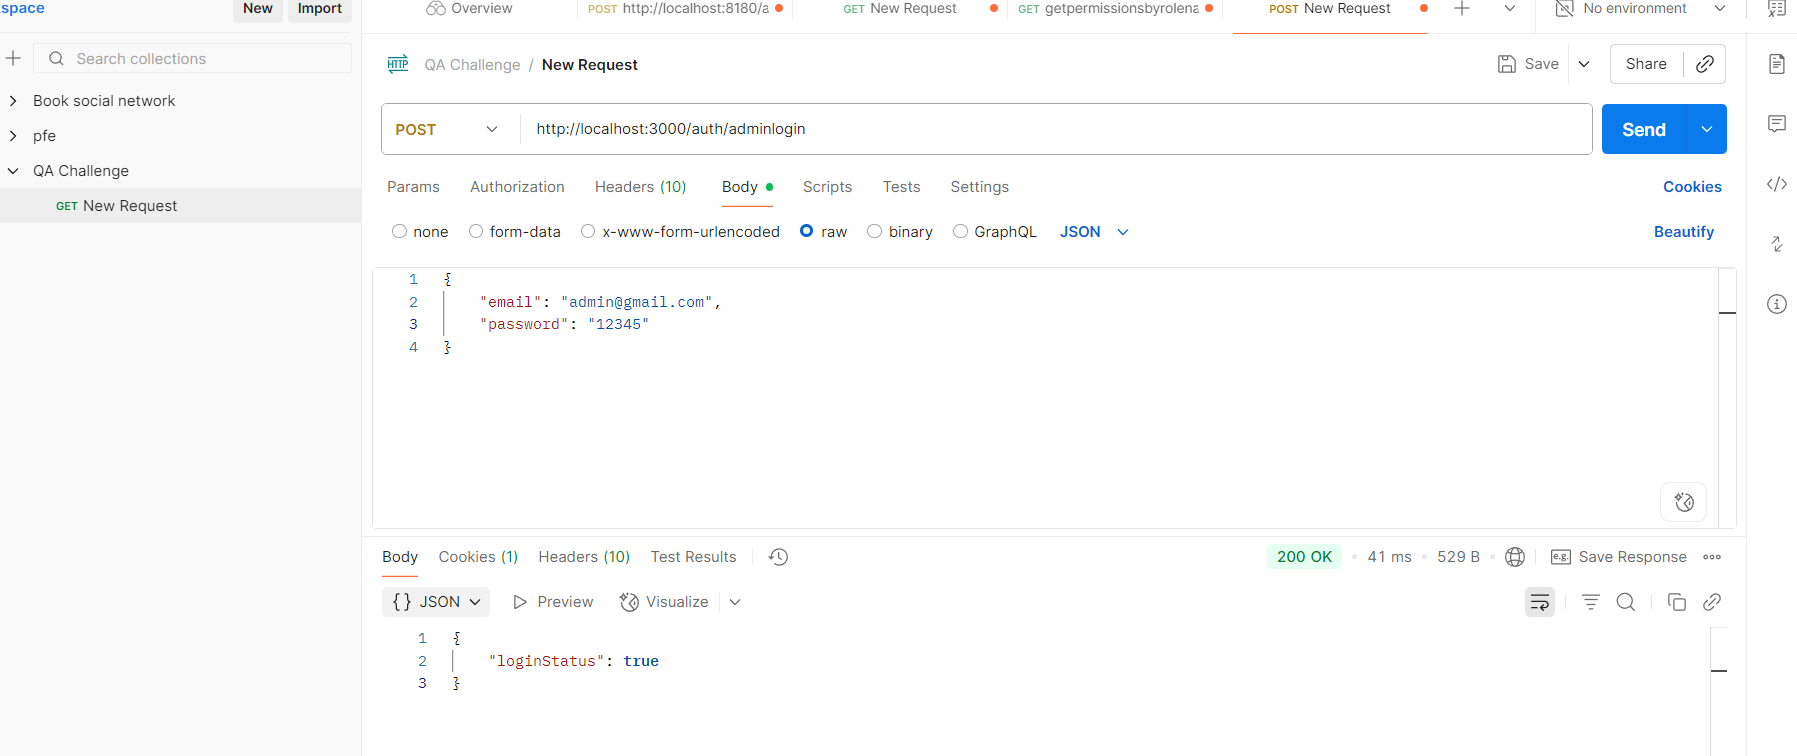 space
New
Import
Overview
POST http://localhost:8180/a
GET New Request
GET getpermissionsbyrolena
POST New Request
No environment
Search collections
Book social network
pfe
QA Challenge
GET New Request
HTTP QA Challenge / New Request
Save
Share
POST
http://localhost:3000/auth/adminlogin
Send
Params
Authorization
Headers (10)
Body
Scripts
Tests
Settings
Cookies
none
form-data
x-www-form-urlencoded
raw
binary
GraphQL
JSON
Beautify
1 {
2 "email": "admin@gmail.com",
3 "password": "12345"
4 }
Body
Cookies (1)
Headers (10)
Test Results
200 OK
41 ms
529 B
e.g. Save Response
{} JSON
Preview
Visualize
1 {
2 "loginStatus": true
3 }